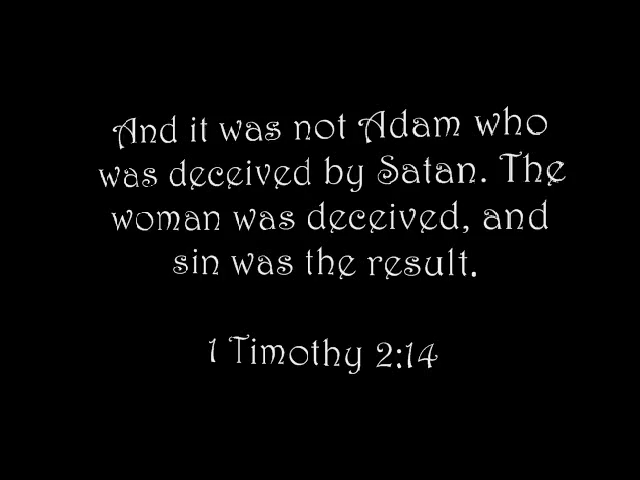 And it was not Adam who
was deceived by Satan. The
woman was deceived, and
sin was the result.
1 Timothy 2:14